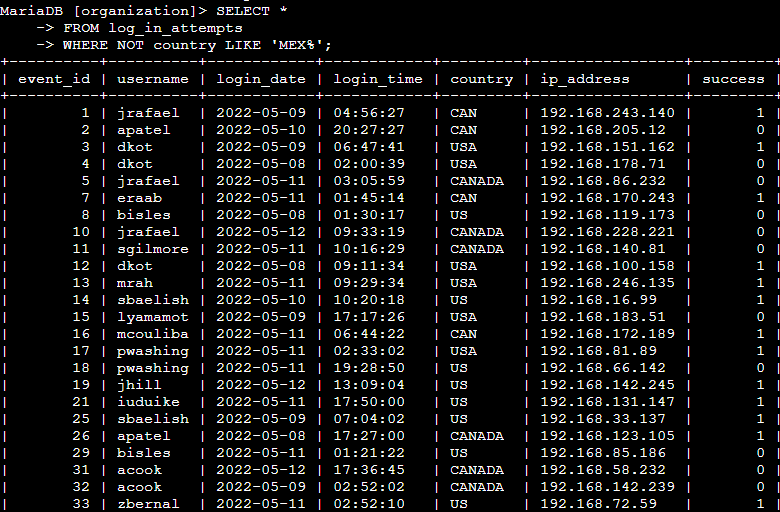 MariaDB [organization]> SELECT *
    -> FROM log_in_attempts
    -> WHERE NOT country LIKE 'MEX%';
+----------+----------+------------+------------+---------+-----------------+---------+
| event_id | username | login_date | login_time | country | ip_address      | success |
+----------+----------+------------+------------+---------+-----------------+---------+
|        1 | jrafael  | 2022-05-09 | 04:56:27   | CAN     | 192.168.243.140 |       1 |
|        2 | apatel   | 2022-05-10 | 20:27:27   | CAN     | 192.168.205.12  |       0 |
|        3 | dkot     | 2022-05-09 | 06:47:41   | USA     | 192.168.151.162 |       1 |
|        4 | dkot     | 2022-05-08 | 02:00:39   | USA     | 192.168.178.71  |       0 |
|        5 | jrafael  | 2022-05-11 | 03:05:59   | CANADA  | 192.168.86.232  |       0 |
|        7 | eraab    | 2022-05-11 | 01:45:14   | CAN     | 192.168.170.243 |       1 |
|        8 | bisles   | 2022-05-08 | 01:30:17   | US      | 192.168.119.173 |       0 |
|       10 | jrafael  | 2022-05-12 | 09:33:19   | CANADA  | 192.168.228.221 |       0 |
|       11 | sgilmore | 2022-05-11 | 10:16:29   | CANADA  | 192.168.140.81  |       0 |
|       12 | dkot     | 2022-05-08 | 09:11:34   | USA     | 192.168.100.158 |       1 |
|       13 | mrah     | 2022-05-11 | 09:29:34   | USA     | 192.168.246.135 |       1 |
|       14 | sbaelish | 2022-05-10 | 10:20:18   | US      | 192.168.16.99   |       1 |
|       15 | lyamamot | 2022-05-09 | 17:17:26   | USA     | 192.168.183.51  |       0 |
|       16 | mcouliba | 2022-05-11 | 06:44:22   | CAN     | 192.168.172.189 |       1 |
|       17 | pwashing | 2022-05-11 | 02:33:02   | USA     | 192.168.81.89   |       1 |
|       18 | pwashing | 2022-05-11 | 19:28:50   | US      | 192.168.66.142  |       0 |
|       19 | jhill    | 2022-05-12 | 13:09:04   | US      | 192.168.142.245 |       1 |
|       21 | iuduike  | 2022-05-11 | 17:50:00   | US      | 192.168.131.147 |       1 |
|       25 | sbaelish | 2022-05-09 | 07:04:02   | US      | 192.168.33.137  |       1 |
|       26 | apatel   | 2022-05-08 | 17:27:00   | CANADA  | 192.168.123.105 |       1 |
|       29 | bisles   | 2022-05-11 | 01:21:22   | US      | 192.168.85.186  |       0 |
|       31 | acook    | 2022-05-12 | 17:36:45   | CANADA  | 192.168.58.232  |       0 |
|       32 | acook    | 2022-05-09 | 02:52:02   | CANADA  | 192.168.142.239 |       0 |
|       33 | zbernal  | 2022-05-11 | 02:52:10   | US      | 192.168.72.59   |       1 |